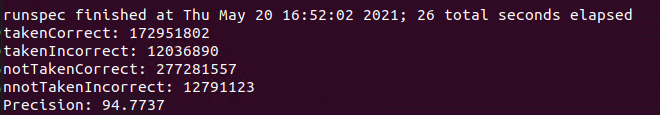 runspec finished at Thu May 20 16:52:02 2021; 26 total seconds elapsed
takenCorrect: 172951802
takenIncorrect: 12036890
notTakenCorrect: 277281557
nnotTakenIncorrect: 12791123
Precision: 94.7737